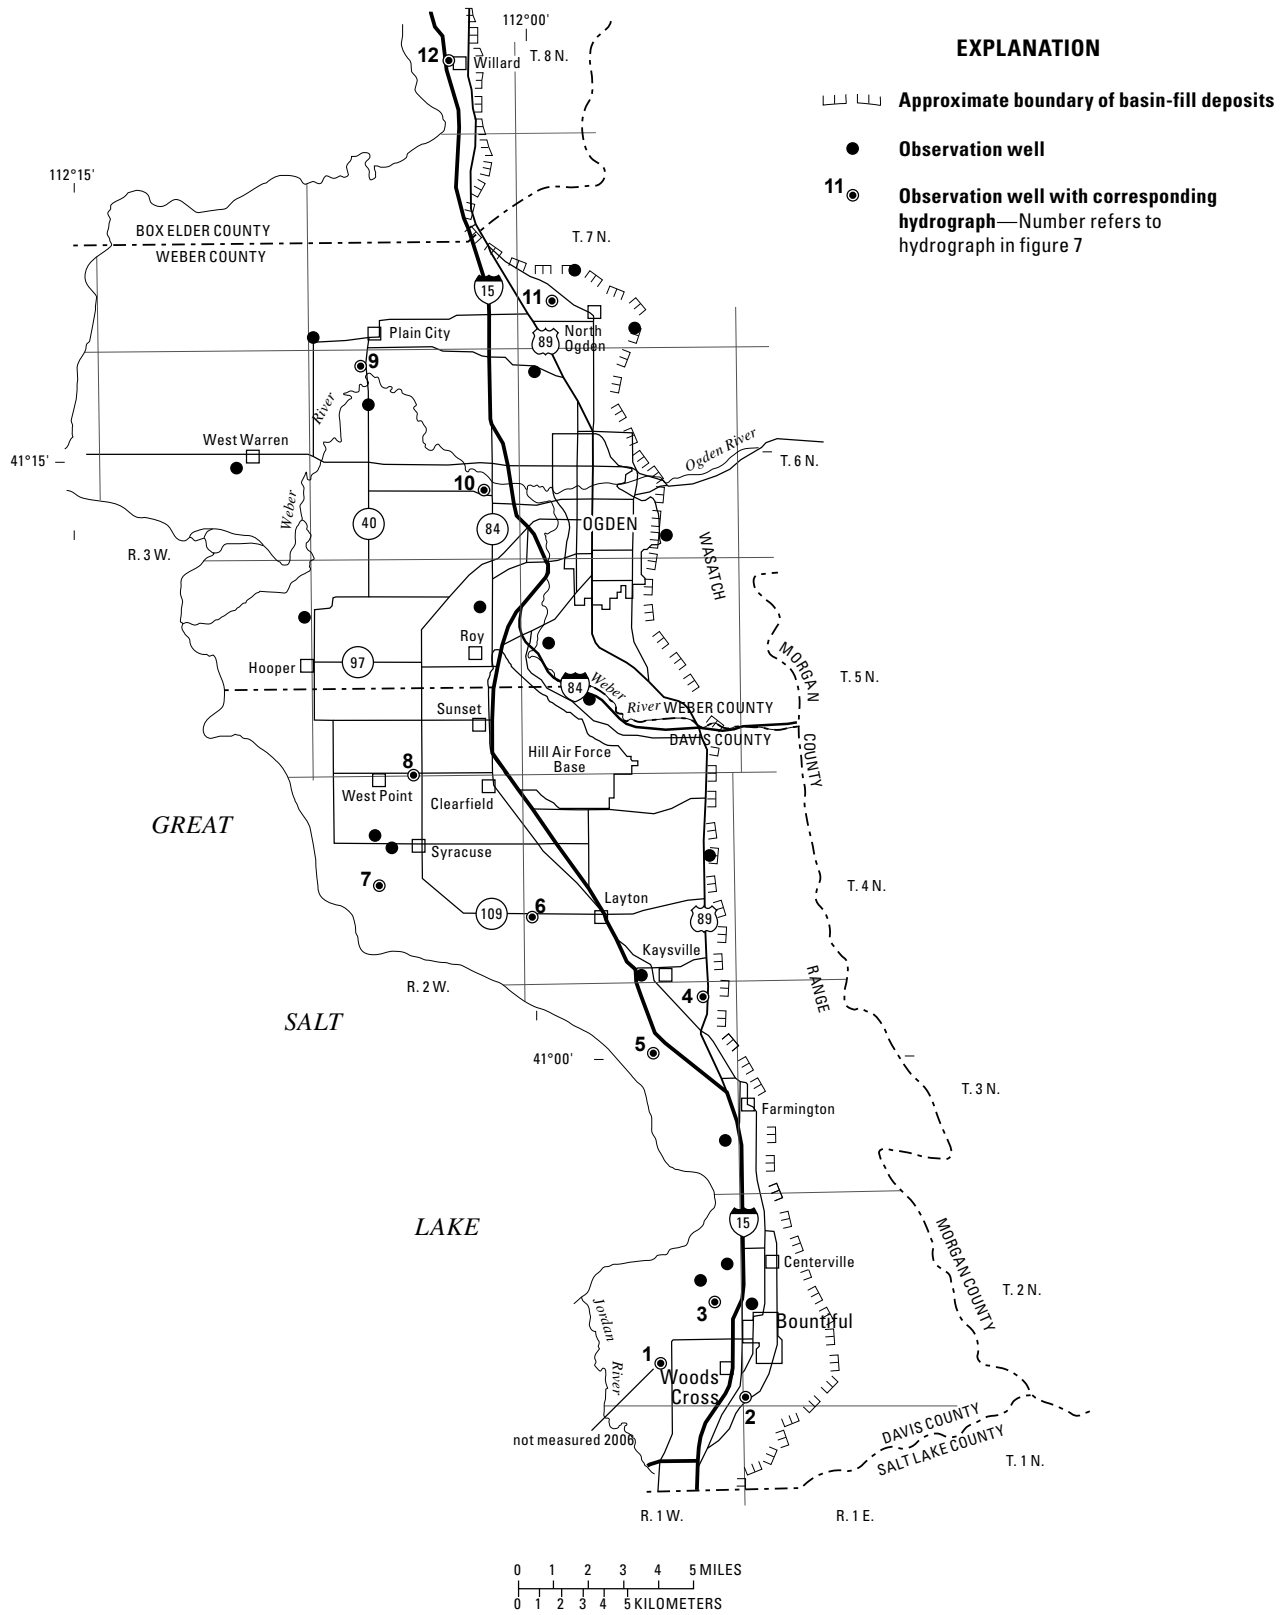 112°00'
EXPLANATION
12
Willard
T. 8 N.
Approximate boundary of basin-fill deposits
Observation well
112°15'
11
Observation well with corresponding
hydrograph—Number refers to
hydrograph in figure 7
BOX ELDER COUNTY
WEBER COUNTY
T. 7 N.
15
11
Plain City
North
Ogden
89
9
River
West Warren
41°15'
Ogden River
T. 6 N.
10
Weber
40
84
OGDEN
R. 3 W.
WASATCH
Roy
Hooper
97
MORGAN
COUNTY
T. 5 N.
84
Weber
River
WEBER COUNTY
DAVIS COUNTY
Sunset
Hill Air Force
Base
8
West Point
Clearfield
GREAT
Syracuse
7
T. 4 N.
109
6
Layton
89
Kaysville
R. 2 W.
4
RANGE
SALT
5
41°00'
T. 3 N.
Farmington
LAKE
15
MORGAN COUNTY
Centerville
T. 2 N.
Jordan
River
3
Bountiful
1
Woods
Cross
2
not measured 2006
DAVIS COUNTY
SALT LAKE COUNTY
T. 1 N.
R. 1 W.
R. 1 E.
0 1 2 3 4 5 MILES
0 1 2 3 4 5 KILOMETERS